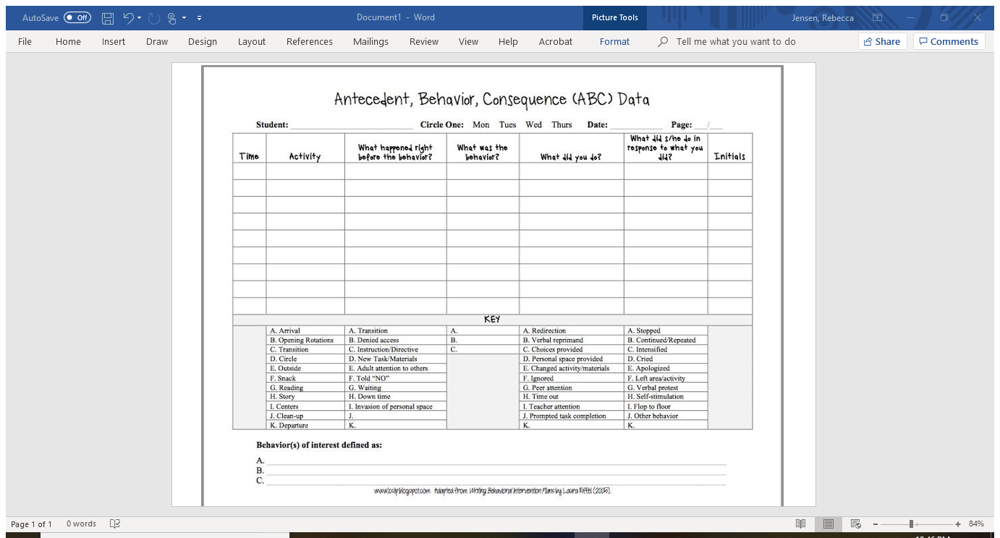 AutoSave Off Document1 - Word Picture Tools Jensen, Rebecca
File Home Insert Draw Design Layout References Mailings Review View Help Acrobat Format Tell me what you want to do Share Comments
Antecedent, Behavior, Consequence (ABC) Data
Student: ____ Circle One: Mon Tues Wed Thurs Date: ____ Page: __/__
Time Activity What happened right before the behavior? What was the behavior? What did you do? What did s/he do in response to what you did? Initials
KEY
A. Arrival A. Transition A. A. Redirection A. Stopped
B. Opening Rotations B. Denied access B. B. Verbal reprimand B. Continued/Repeated
C. Transition C. Instruction/Directive C. C. Choices provided C. Intensified
D. Circle D. New Task/Materials D. Personal space provided D. Cried
E. Outside E. Adult attention to others E. Changed activity/materials E. Apologized
F. Snack F. Told “NO” F. Ignored F. Left area/activity
G. Reading G. Waiting G. Peer attention G. Verbal protest
H. Story H. Down time H. Time out H. Self-stimulation
I. Centers I. Invasion of personal space I. Teacher attention I. Flop to floor
J. Clean-up J. J. Prompted task completion J. Other behavior
K. Departure K. K. K.
Behavior(s) of interest defined as:
A.
B.
C.
Adapted from Writing Behavioral Intervention Plans by Laura Riffel (2005).
Page 1 of 1 0 words 84%